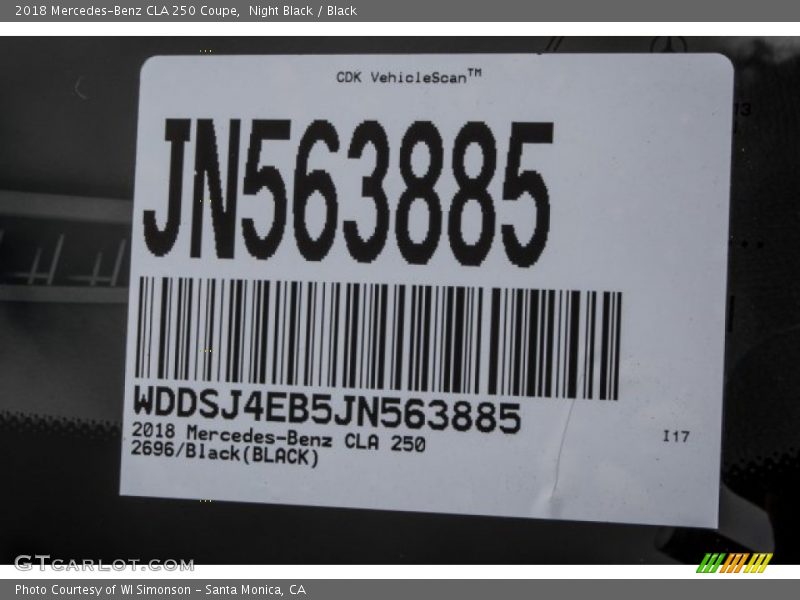 2018 Mercedes-Benz CLA 250 Coupe,  Night Black / Black
CDK VehicleScan™
JN563885
WDDSJ4EB5JN563885
2018 Mercedes-Benz CLA 250
2696/Black(BLACK)
I17
GTCARLOT.COM
Photo Courtesy of WI Simonson - Santa Monica, CA